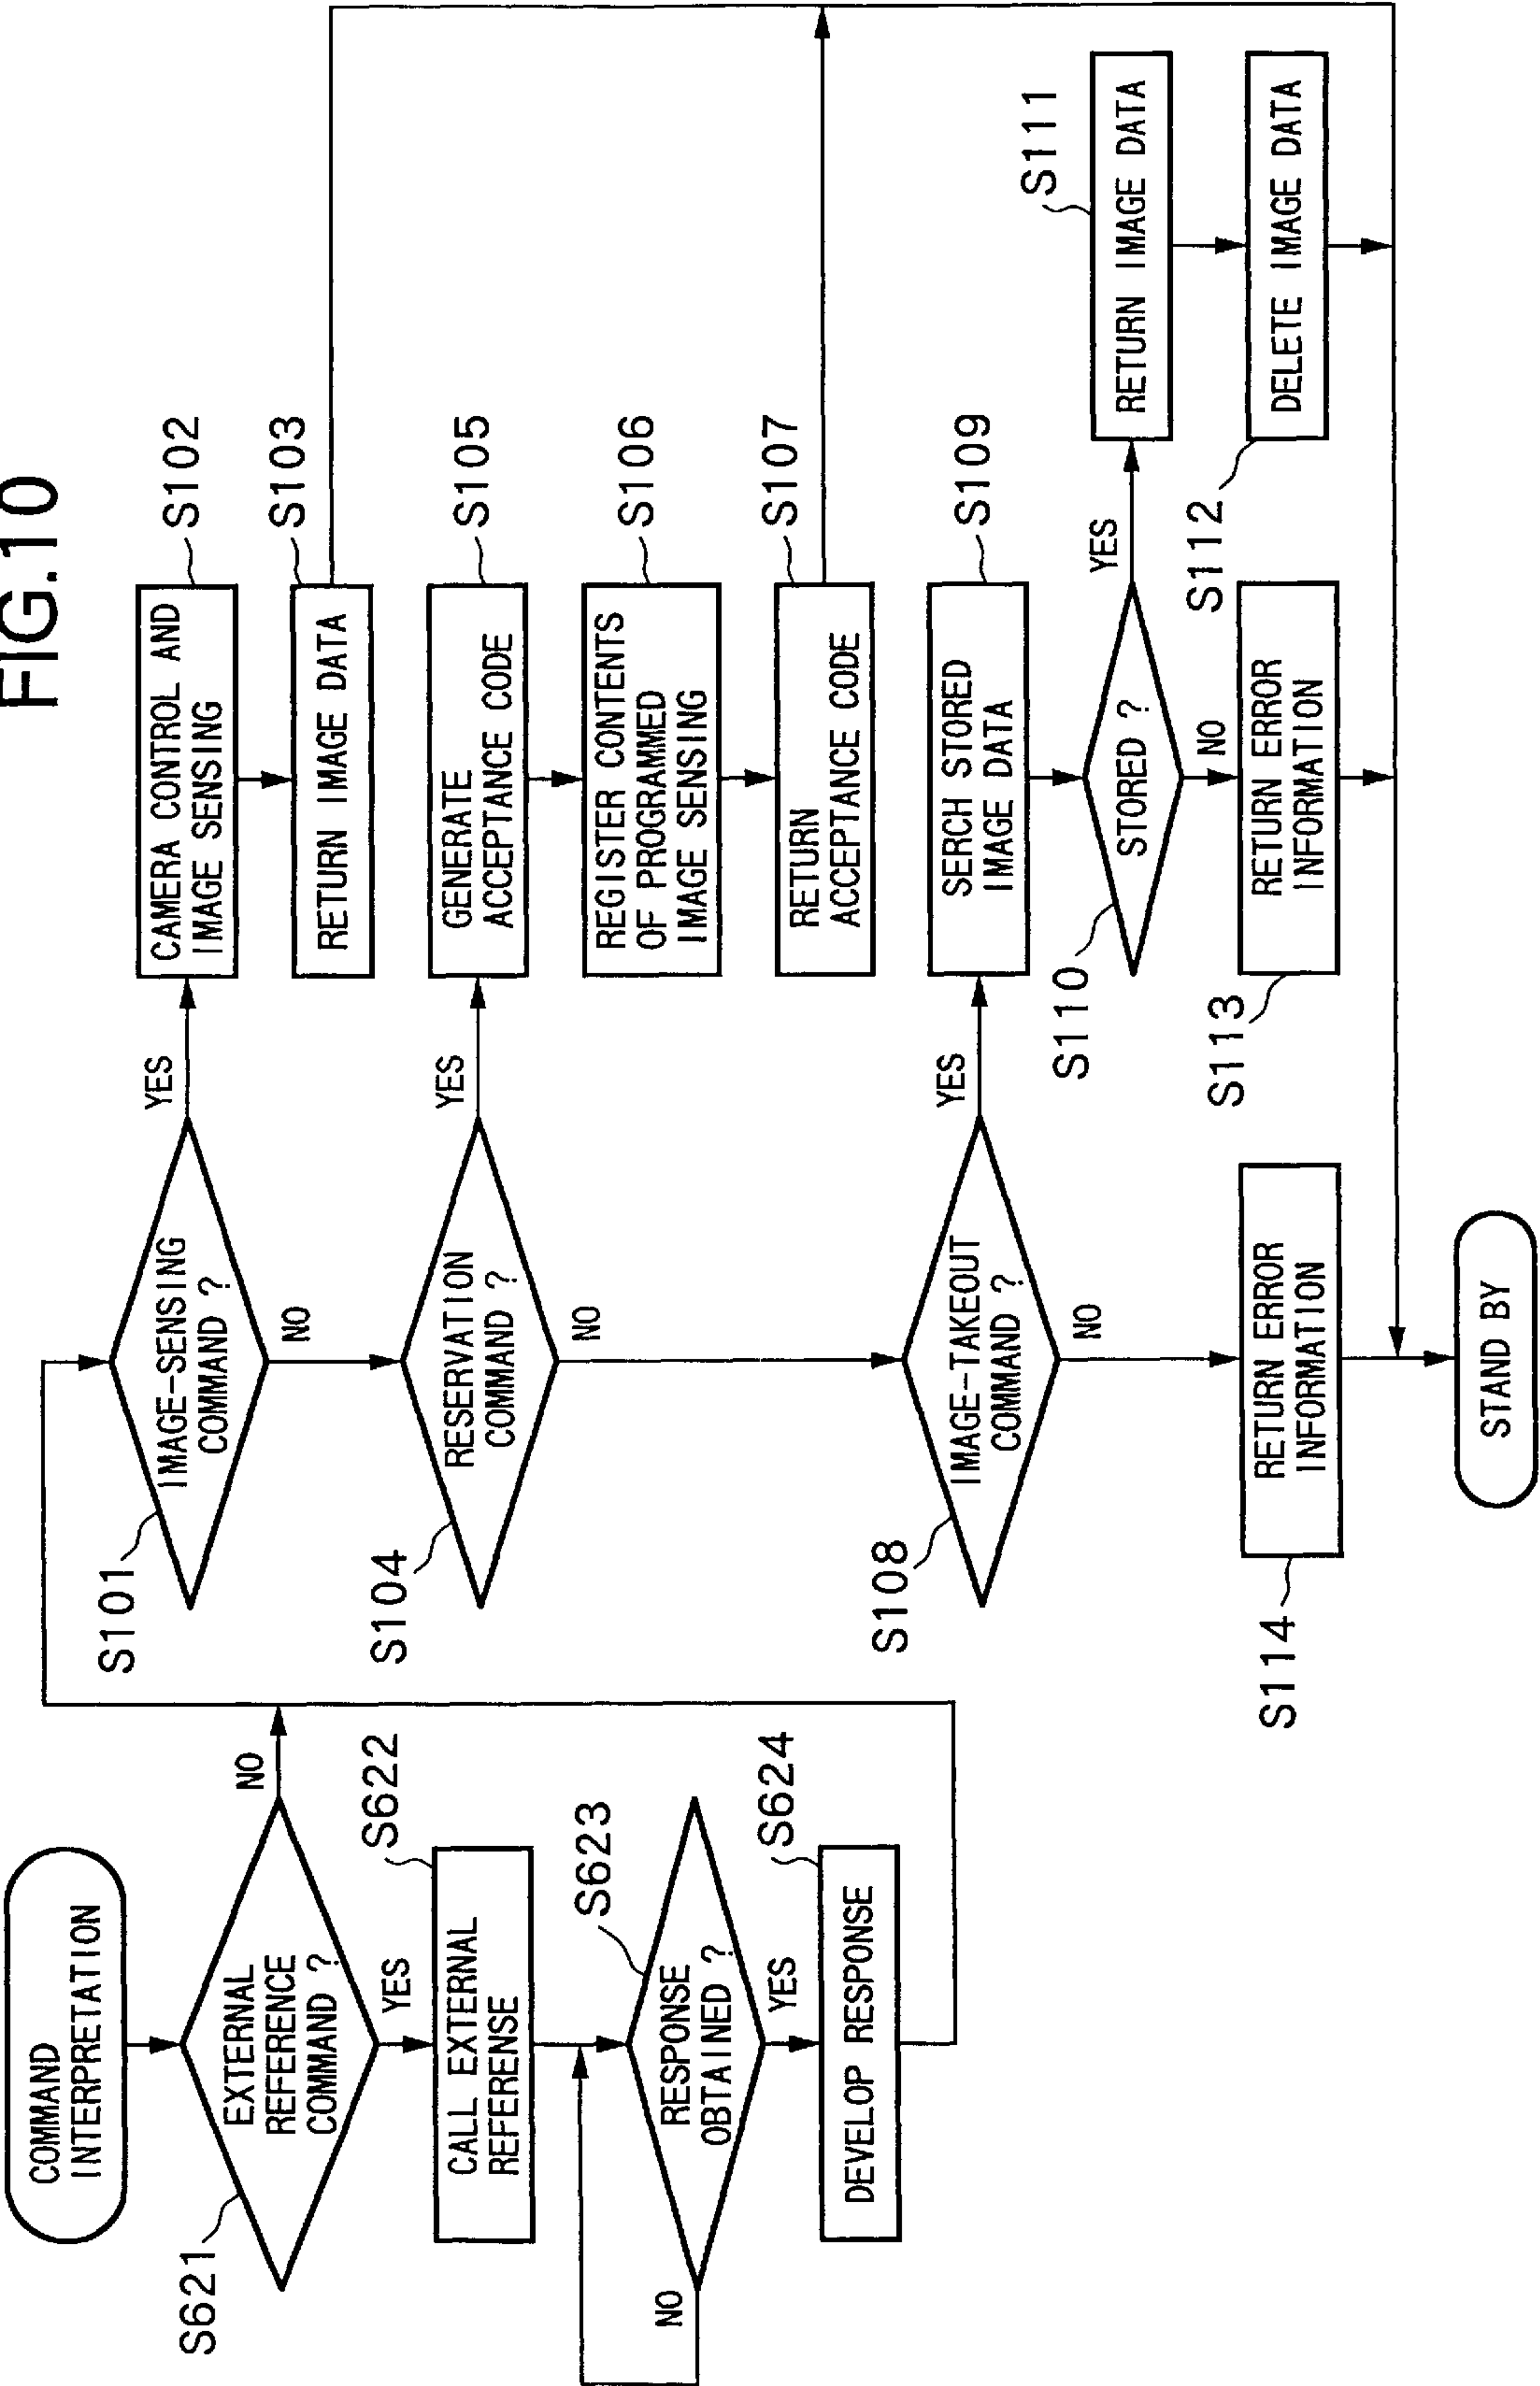 FIG.10
COMMAND
INTERPRETATION
S621
EXTERNAL
REFERENCE
COMMAND ?
NO
YES
S622
CALL EXTERNAL
REFERENSE
S623
RESPONSE
OBTAINED ?
NO
YES
S624
DEVELOP RESPONSE
S101
IMAGE-SENSING
COMMAND ?
YES
NO
S102
CAMERA CONTROL AND
IMAGE SENSING
S103
RETURN IMAGE DATA
S104
RESERVATION
COMMAND ?
YES
NO
S105
GENERATE
ACCEPTANCE CODE
S106
REGISTER CONTENTS
OF PROGRAMMED
IMAGE SENSING
S107
RETURN
ACCEPTANCE CODE
S108
IMAGE-TAKEOUT
COMMAND ?
YES
NO
S109
SERCH STORED
IMAGE DATA
S110
STORED ?
YES
NO
S111
RETURN IMAGE DATA
S112
DELETE IMAGE DATA
S113
RETURN ERROR
INFORMATION
S114
RETURN ERROR
INFORMATION
STAND BY